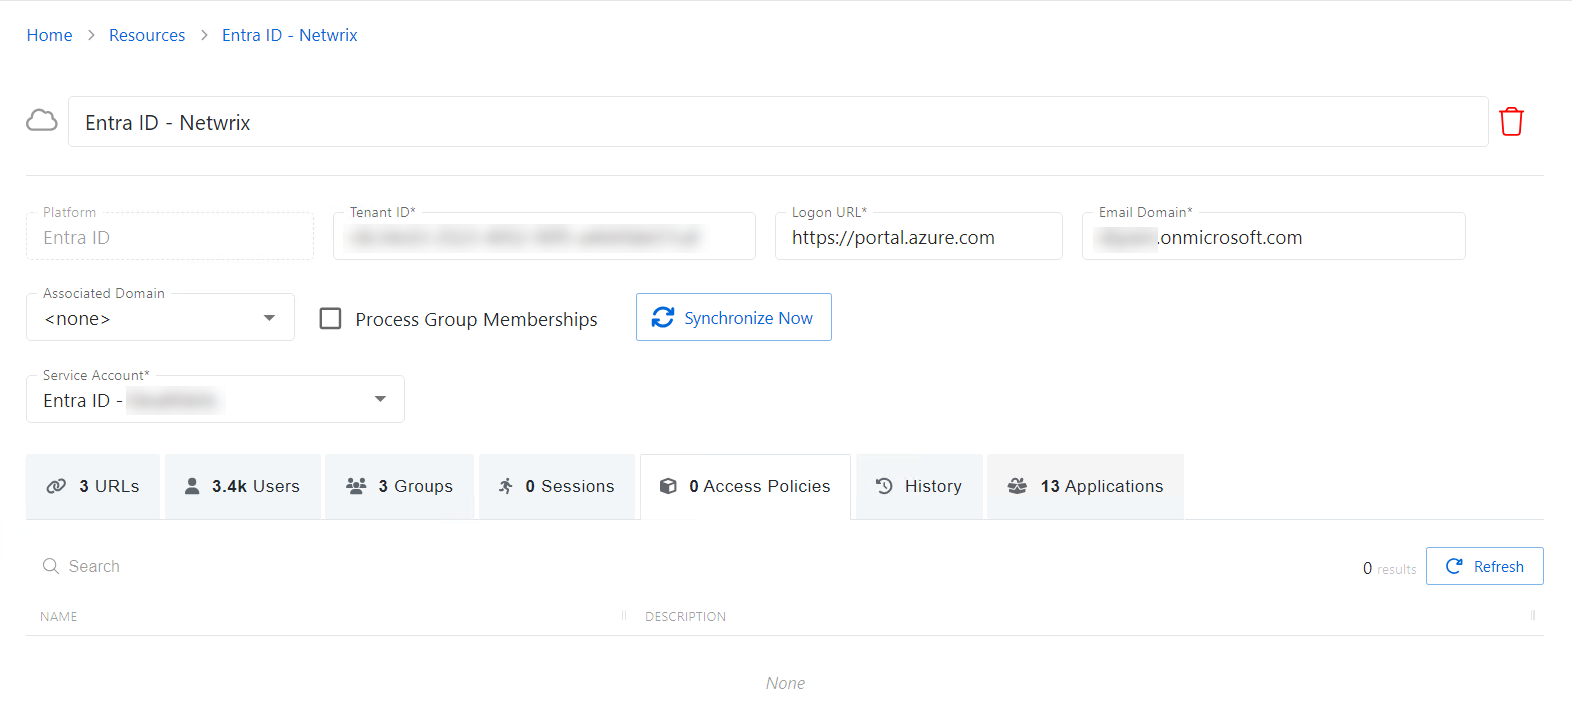 Home > Resources > Entra ID - Netwrix
Entra ID - Netwrix
Platform
Entra ID
Tenant ID*
Logon URL*
https://portal.azure.com
Email Domain*
.onmicrosoft.com
Associated Domain
<none>
Process Group Memberships
Synchronize Now
Service Account*
Entra ID -
3 URLs
3.4k Users
3 Groups
0 Sessions
0 Access Policies
History
13 Applications
Search
0 results
Refresh
NAME
DESCRIPTION
None